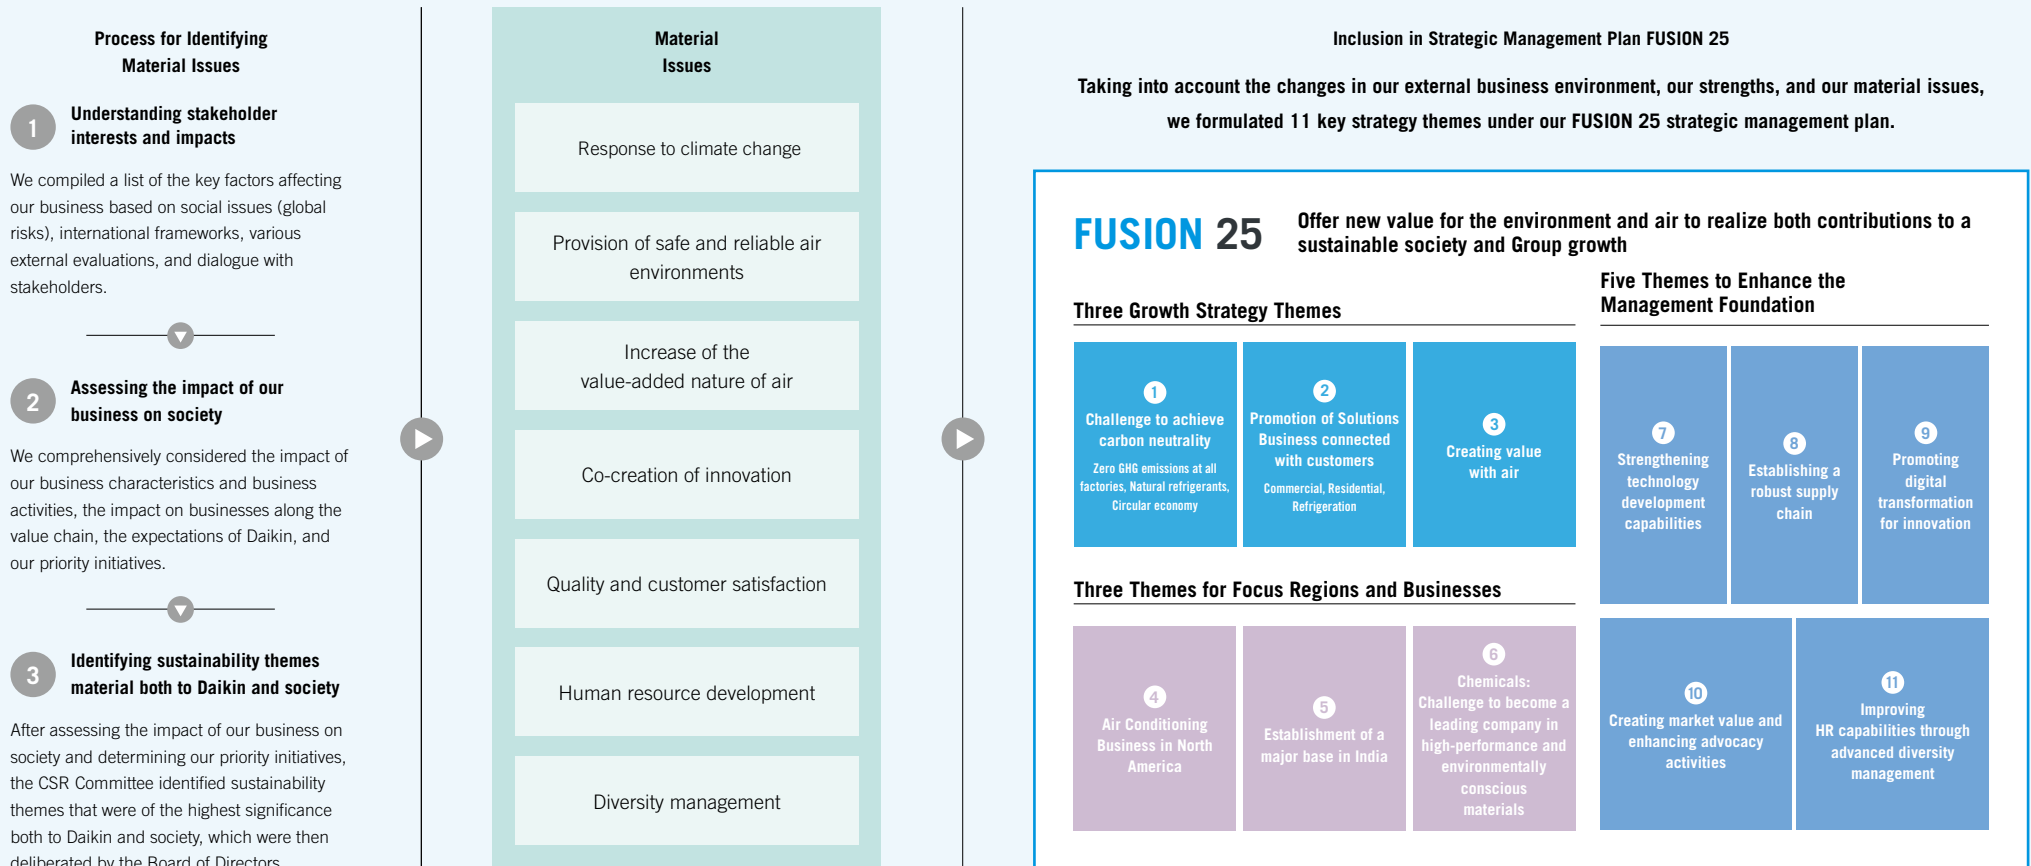 Process for Identifying
Material Issues
1
Understanding stakeholder
interests and impacts
We compiled a list of the key factors affecting
our business based on social issues (global
risks), international frameworks, various
external evaluations, and dialogue with
stakeholders.
2
Assessing the impact of our
business on society
We comprehensively considered the impact of
our business characteristics and business
activities, the impact on businesses along the
value chain, the expectations of Daikin, and
our priority initiatives.
3
Identifying sustainability themes
material both to Daikin and society
After assessing the impact of our business on
society and determining our priority initiatives,
the CSR Committee identified sustainability
themes that were of the highest significance
both to Daikin and society, which were then
deliberated by the Board of Directors
Material
Issues
Response to climate change
Provision of safe and reliable air
environments
Increase of the
value-added nature of air
Co-creation of innovation
Quality and customer satisfaction
Human resource development
Diversity management
Inclusion in Strategic Management Plan FUSION 25
Taking into account the changes in our external business environment, our strengths, and our material issues,
we formulated 11 key strategy themes under our FUSION 25 strategic management plan.
FUSION 25
Offer new value for the environment and air to realize both contributions to a
sustainable society and Group growth
Three Growth Strategy Themes
1
Challenge to achieve
carbon neutrality
Zero GHG emissions at all
factories, Natural refrigerants,
Circular economy
2
Promotion of Solutions
Business connected
with customers
Commercial, Residential,
Refrigeration
3
Creating value
with air
Three Themes for Focus Regions and Businesses
4
Air Conditioning
Business in North
America
5
Establishment of a
major base in India
6
Chemicals:
Challenge to become a
leading company in
high-performance and
environmentally
conscious
materials
Five Themes to Enhance the
Management Foundation
7
Strengthening
technology
development
capabilities
8
Establishing a
robust supply
chain
9
Promoting
digital
transformation
for innovation
10
Creating market value and
enhancing advocacy
activities
11
Improving
HR capabilities through
advanced diversity
management